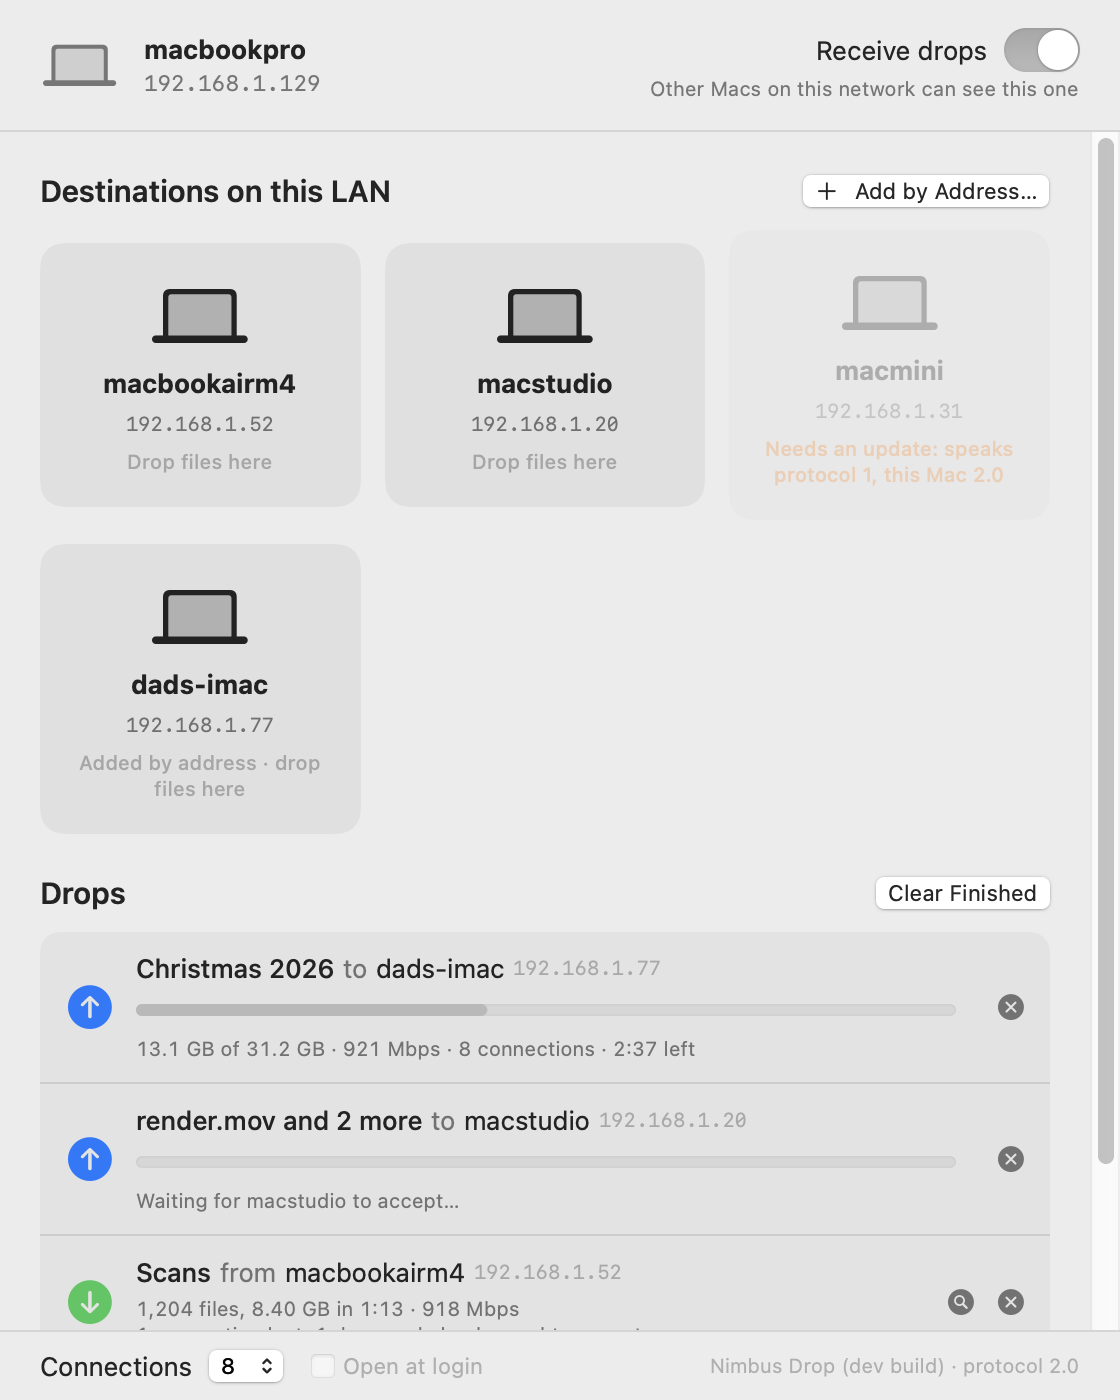 macbookpro
192.168.1.129
Receive drops
Other Macs on this network can see this one
Destinations on this LAN
Add by Address...
macbookairm4
192.168.1.52
Drop files here
macstudio
192.168.1.20
Drop files here
macmini
192.168.1.31
Needs an update: speaks
protocol 1, this Mac 2.0
dads-imac
192.168.1.77
Added by address · drop
files here
Drops
Clear Finished
Christmas 2026 to dads-imac 192.168.1.77
13.1 GB of 31.2 GB · 921 Mbps · 8 connections · 2:37 left
render.mov and 2 more to macstudio 192.168.1.20
Waiting for macstudio to accept...
Scans from macbookairm4 192.168.1.52
1,204 files, 8.40 GB in 1:13 · 918 Mbps
Connections 8
Open at login
Nimbus Drop (dev build) · protocol 2.0